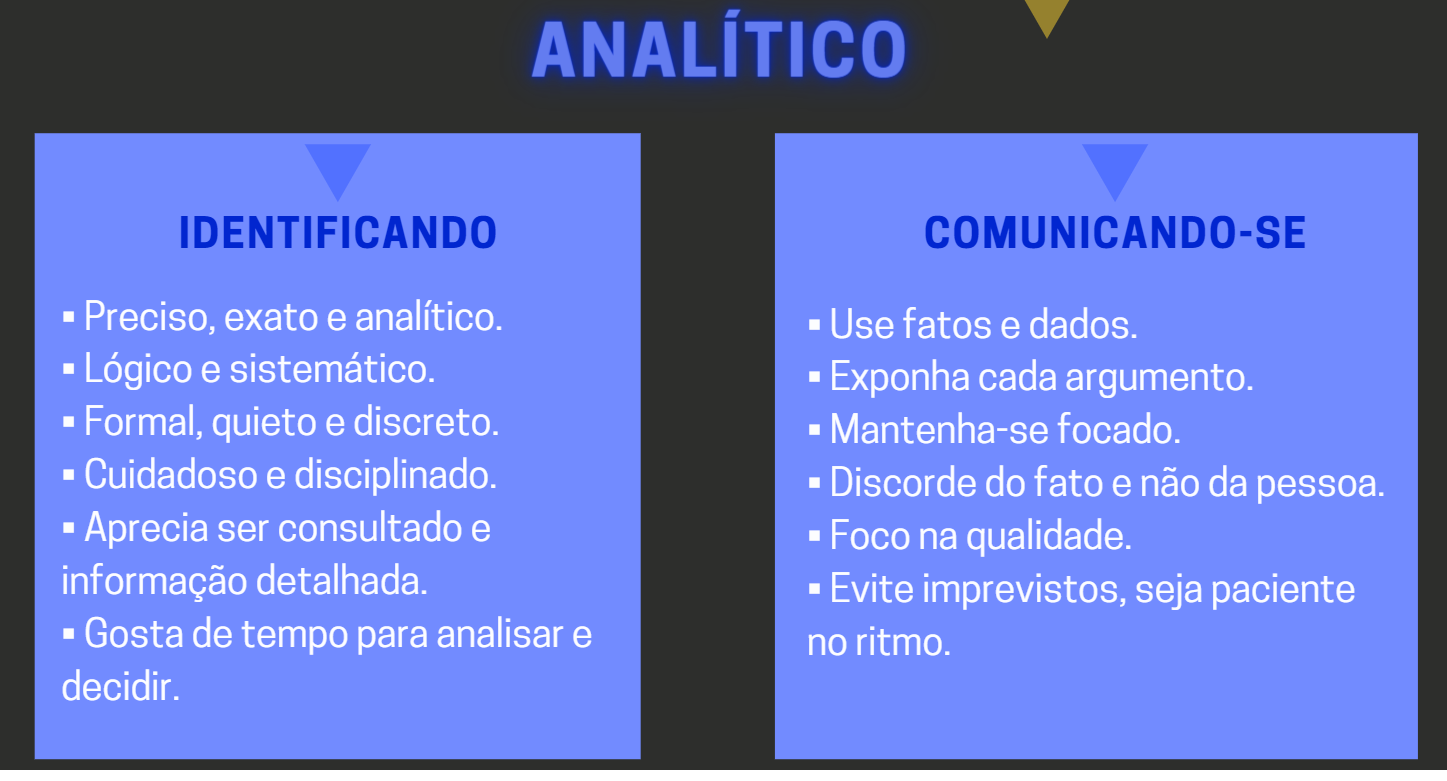 ANALÍTICO
IDENTIFICANDO
▪ Preciso, exato e analítico.
▪ Lógico e sistemático.
▪ Formal, quieto e discreto.
▪ Cuidadoso e disciplinado.
▪ Aprecia ser consultado e
informação detalhada.
▪ Gosta de tempo para analisar e
decidir.
COMUNICANDO-SE
▪ Use fatos e dados.
▪ Exponha cada argumento.
▪ Mantenha-se focado.
▪ Discorde do fato e não da pessoa.
▪ Foco na qualidade.
▪ Evite imprevistos, seja paciente
no ritmo.